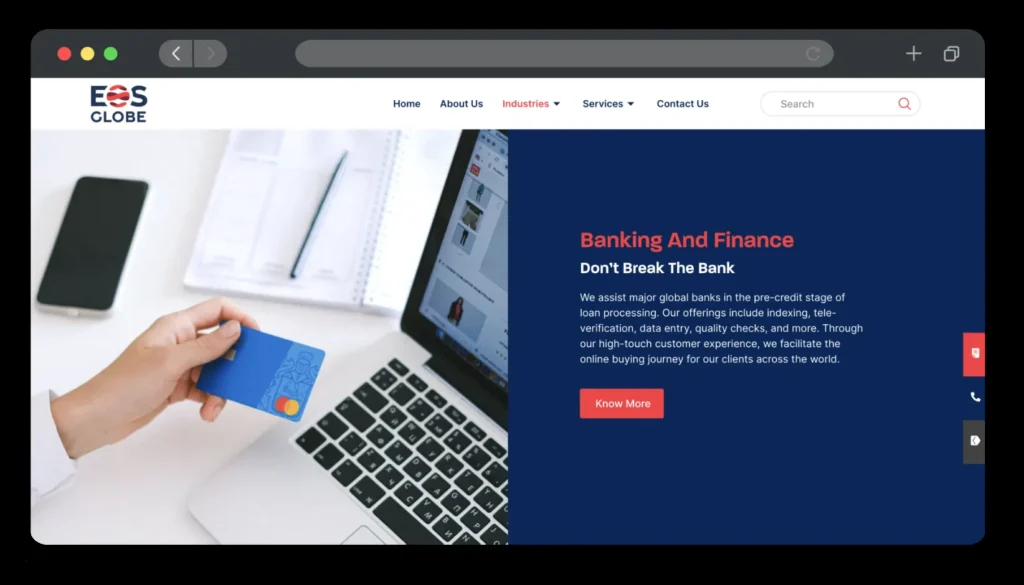 EOS
GLOBE
Home
About Us
Industries
Services
Contact Us
Search
Banking And Finance
Don't Break The Bank
We assist major global banks in the pre-credit stage of
loan processing. Our offerings include indexing, tele-
verification, data entry, quality checks, and more. Through
our high-touch customer experience, we facilitate the
online buying journey for our clients across the world.
Know More